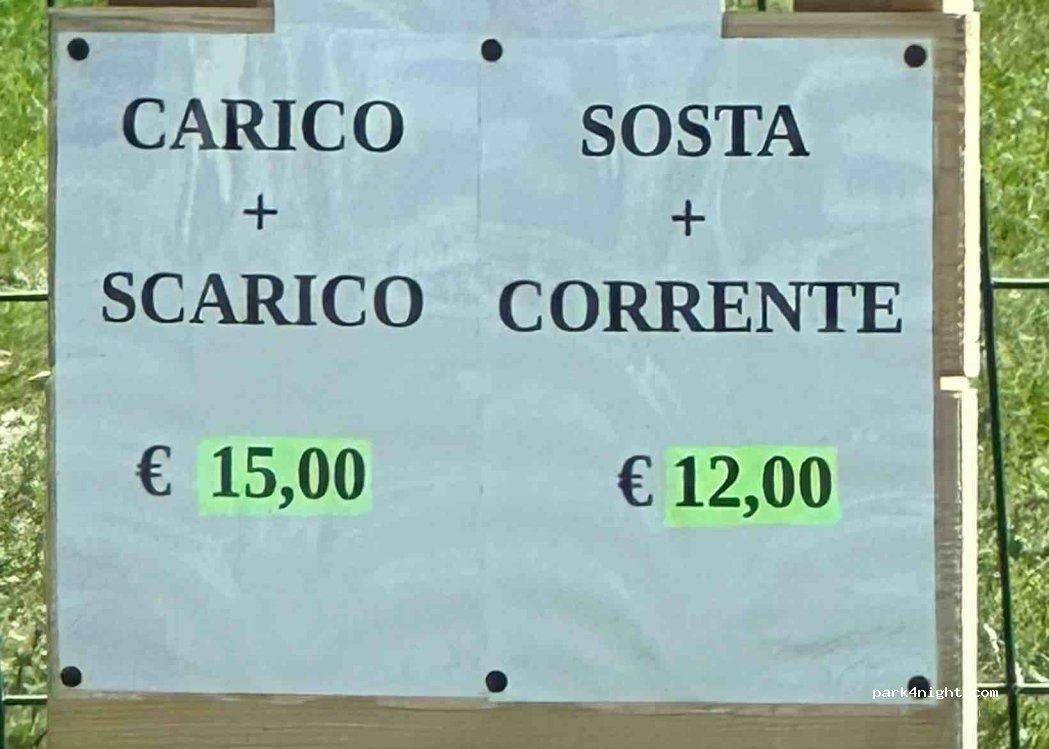 CARICO
+
SCARICO
€ 15,00
SOSTA
+
CORRENTE
€ 12,00
park4night.com